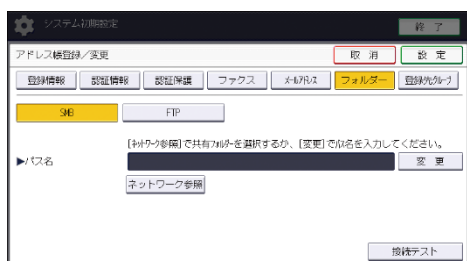 システム初期設定
終 了
アドレス帳登録／変更
取 消
設 定
登録情報
認証情報
認証保護
ファクス
ﾒｰﾙｱﾄﾞﾚｽ
フォルダー
登録先ｸﾞﾙｰﾌﾟ
SMB
FTP
[ﾈｯﾄﾜｰｸ参照]で共有ﾌｫﾙﾀﾞｰを選択するか、[変更]でﾊﾟｽ名を入力してください。
▶パス名
変 更
ネットワーク参照
接続テスト